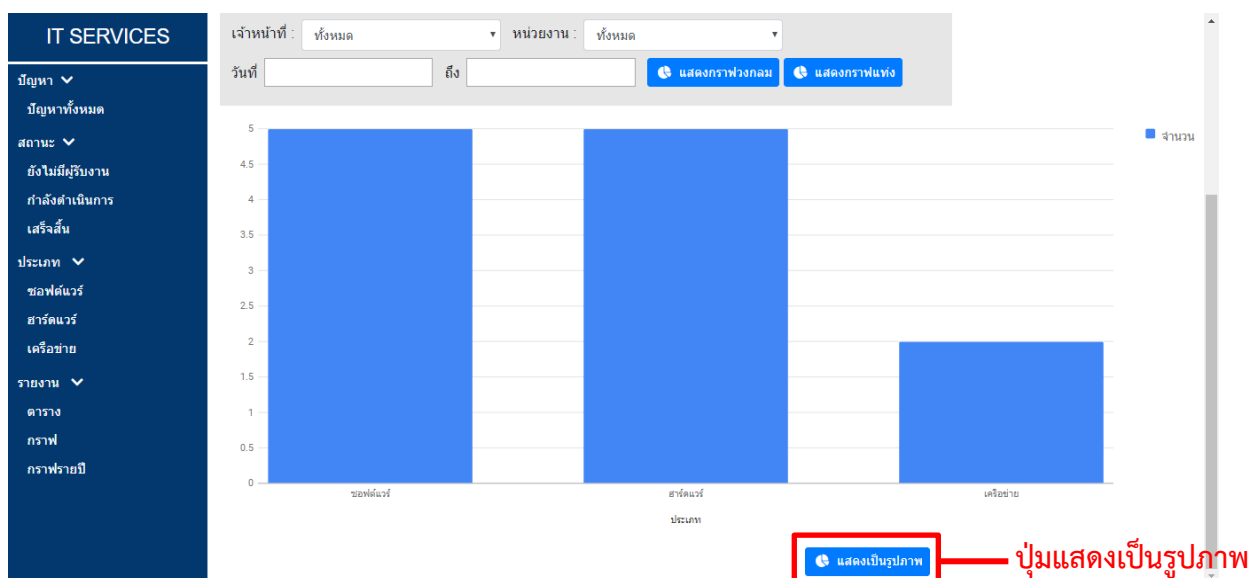 IT SERVICES
ปัญหา
ปัญหาทั้งหมด
สถานะ
ยังไม่มีผู้รับงาน
กำลังดำเนินการ
เสร็จสิ้น
ประเภท
ซอฟต์แวร์
ฮาร์ดแวร์
เครือข่าย
รายงาน
ตาราง
กราฟ
กราฟรายปี
เจ้าหน้าที่ : ทั้งหมด หน่วยงาน : ทั้งหมด
วันที่ ถึง แสดงกราฟวงกลม แสดงกราฟแท่ง
จำนวน
5
4.5
4
3.5
3
2.5
2
1.5
1
0.5
0
ซอฟต์แวร์ ฮาร์ดแวร์ เครือข่าย
ประเภท
แสดงเป็นรูปภาพ ปุ่มแสดงเป็นรูปภาพ